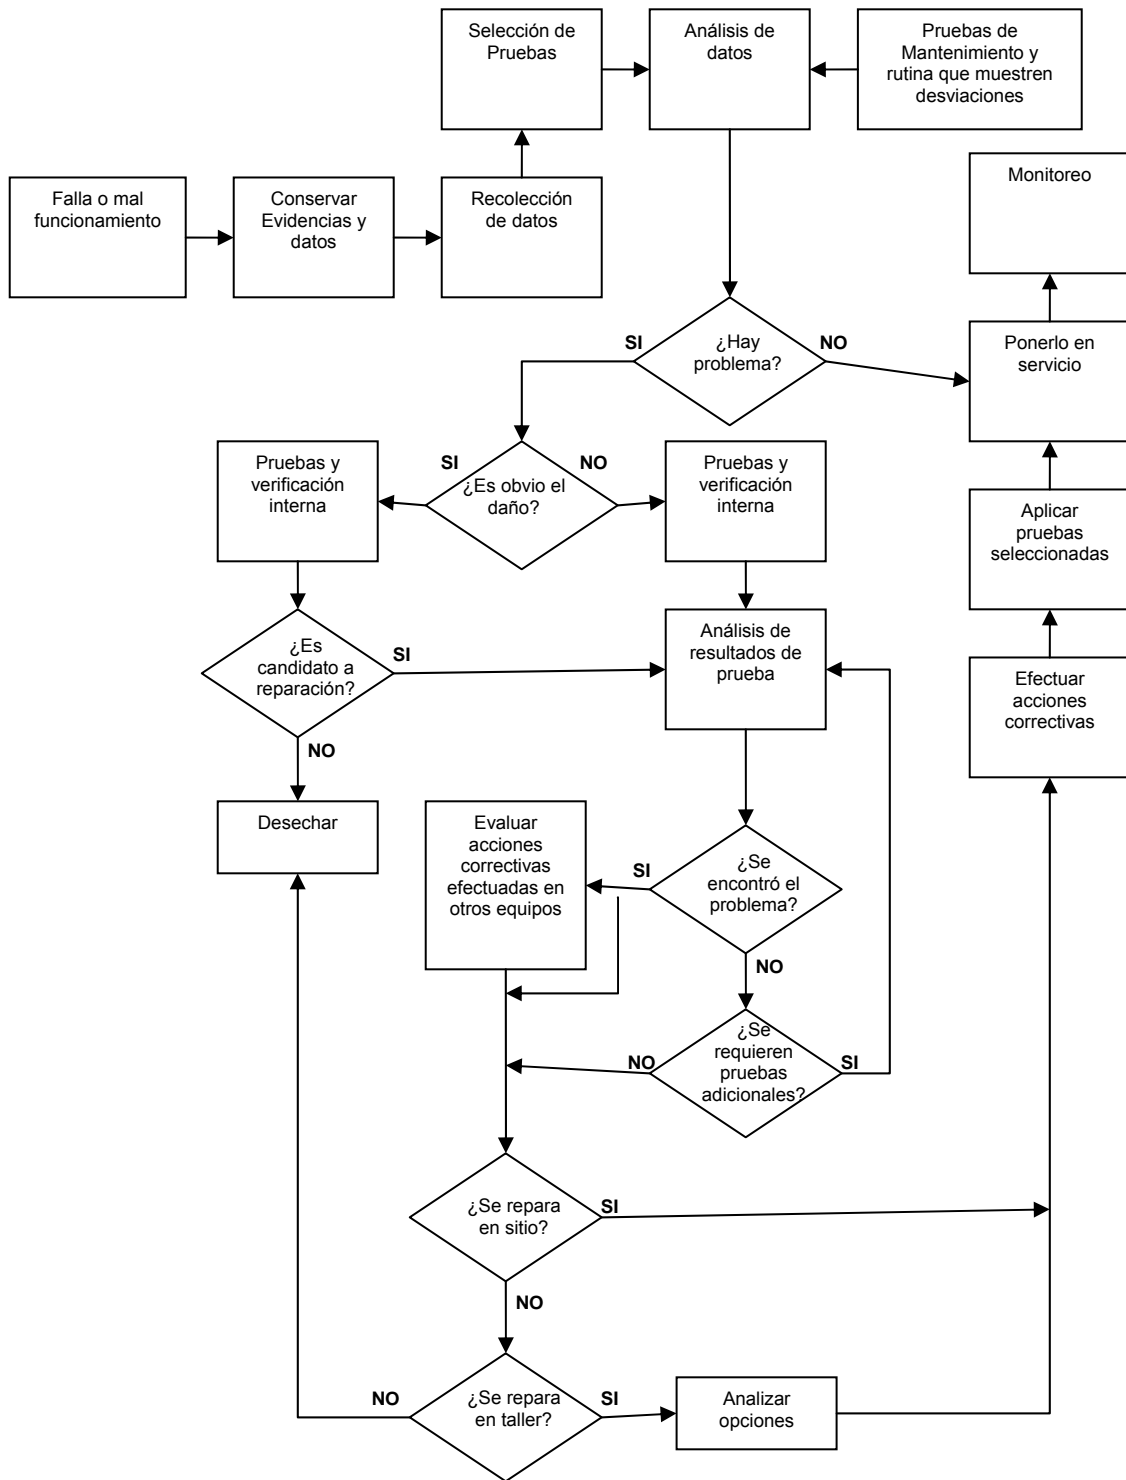 Selección de
Pruebas
Análisis de
datos
Pruebas de
Mantenimiento y
rutina que muestren
desviaciones
Falla o mal
funcionamiento
Conservar
Evidencias y
datos
Recolección
de datos
Monitoreo
SI
¿Hay
problema?
NO
Ponerlo en
servicio
Pruebas y
verificación
interna
SI
¿Es obvio el
daño?
NO
Pruebas y
verificación
interna
Aplicar
pruebas
seleccionadas
¿Es
candidato a
reparación?
SI
NO
Análisis de
resultados de
prueba
Efectuar
acciones
correctivas
Desechar
Evaluar
acciones
correctivas
efectuadas en
otros equipos
SI
¿Se
encontró el
problema?
NO
NO
¿Se
requieren
pruebas
adicionales?
SI
¿Se repara
en sitio?
SI
NO
NO
¿Se repara
en taller?
SI
Analizar
opciones